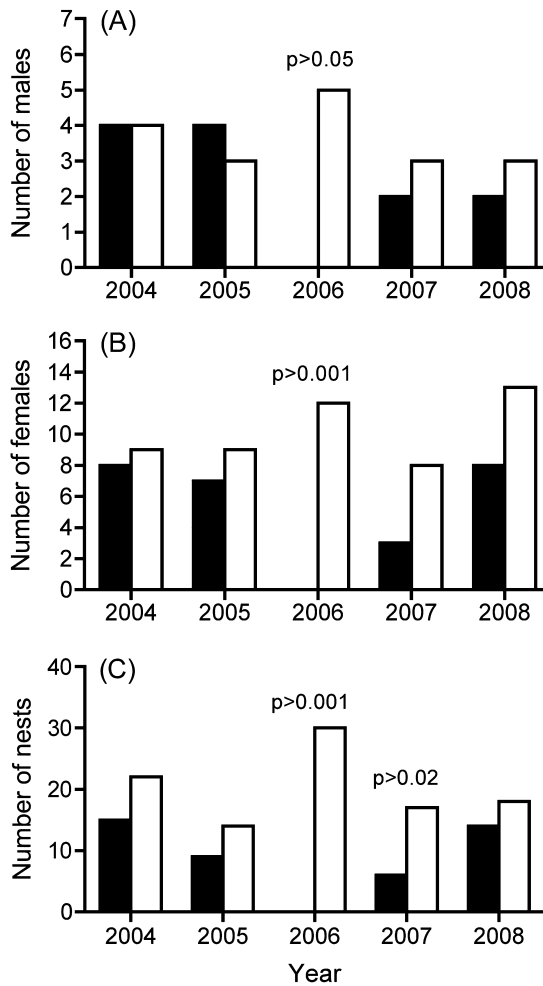 (A)
Number of males
7
6
5
4
3
2
1
0
p>0.05
2004 2005 2006 2007 2008
(B)
Number of females
16
14
12
10
8
6
4
2
0
p>0.001
2004 2005 2006 2007 2008
(C)
Number of nests
40
30
20
10
0
p>0.001
p>0.02
2004 2005 2006 2007 2008
Year